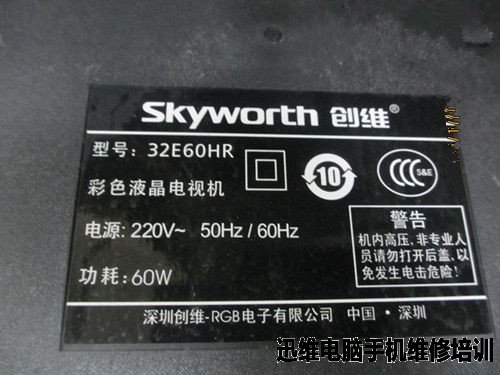 Skyworth 创维®
型号: 32E60HR
10
CCC S&E
彩色液晶电视机
电源: 220V~ 50Hz / 60Hz
功耗: 60W
警告
机内高压、非专业人
员请勿打开后盖、以
免发生电击危险!
深圳创维-RGB电子有限公司 中国·深圳
迅维电脑手机维修培训